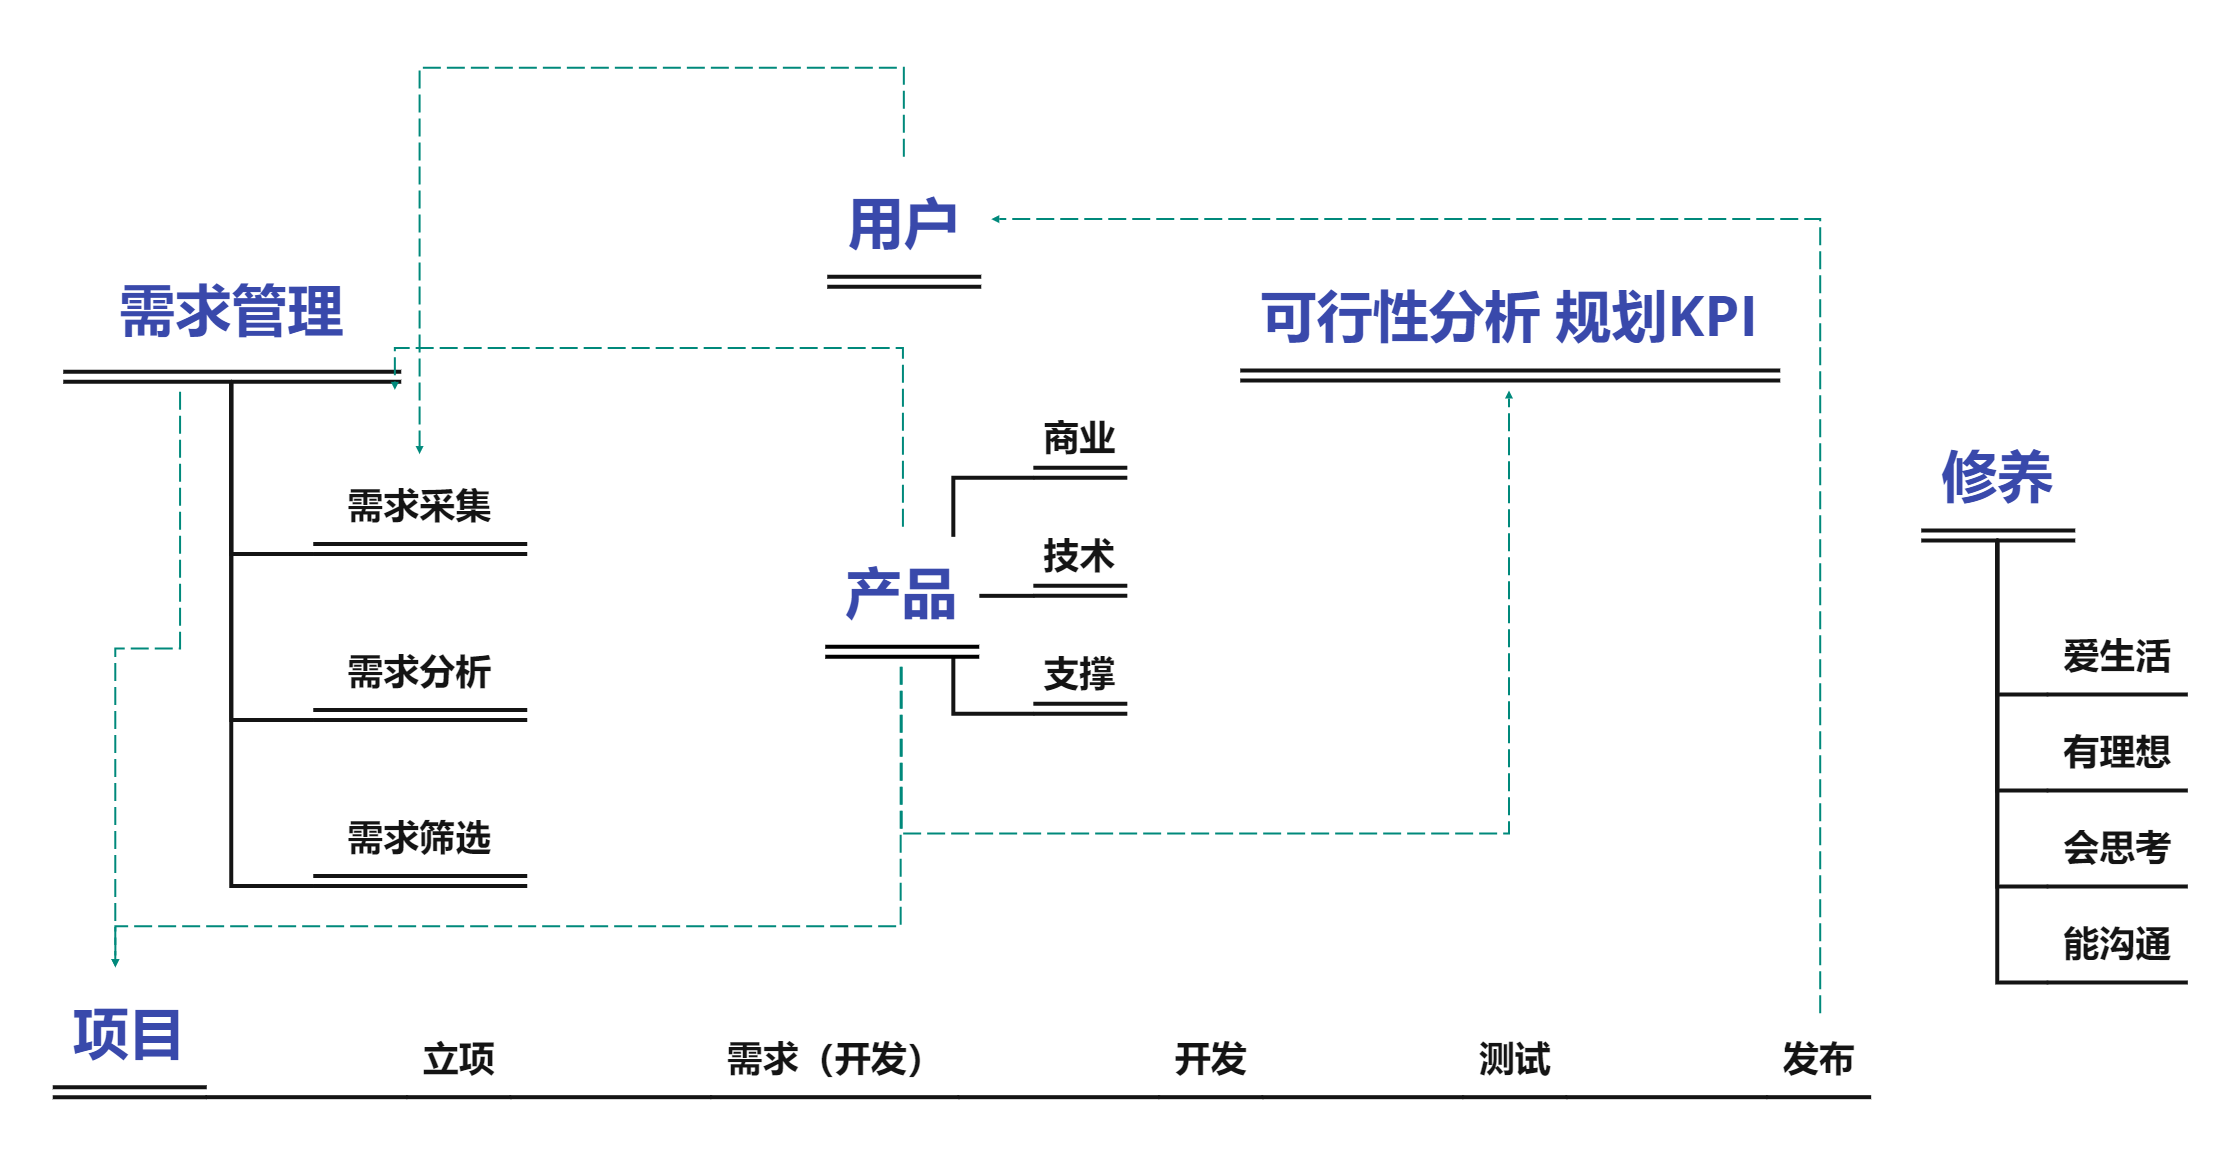 用户
需求管理
可行性分析 规划KPI
商业
修养
需求采集
技术
产品
爱生活
需求分析
支撑
有理想
需求筛选
会思考
能沟通
项目
立项
需求（开发）
开发
测试
发布